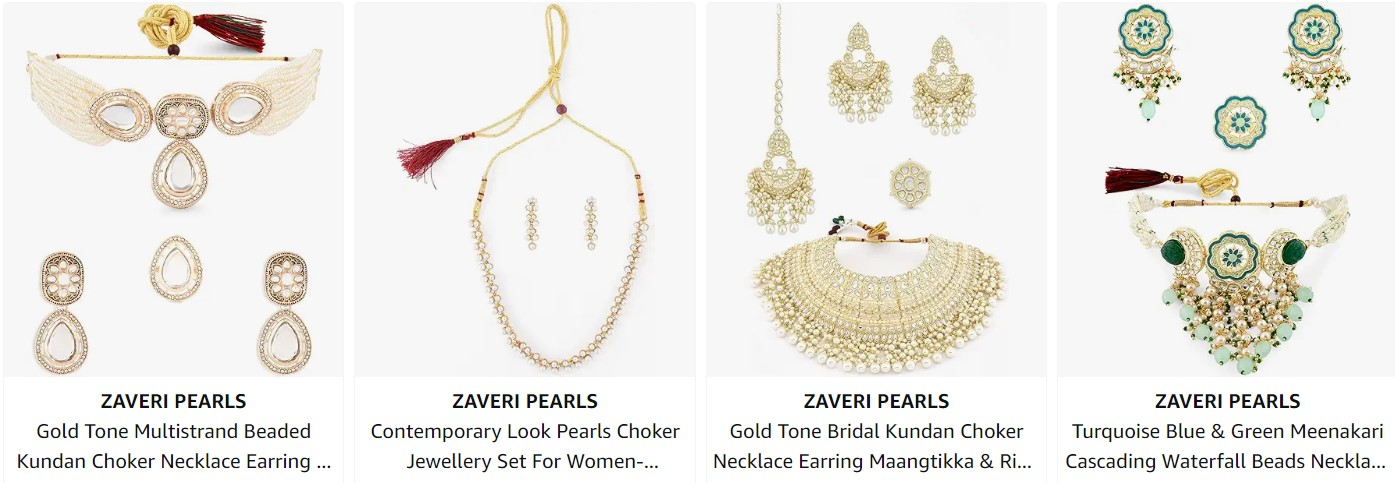 ZAVERI PEARLS
Gold Tone Multistrand Beaded
Kundan Choker Necklace Earring ...
ZAVERI PEARLS
Contemporary Look Pearls Choker
Jewellery Set For Women-...
ZAVERI PEARLS
Gold Tone Bridal Kundan Choker
Necklace Earring Maangtikka & Ri...
ZAVERI PEARLS
Turquoise Blue & Green Meenakari
Cascading Waterfall Beads Neckla...